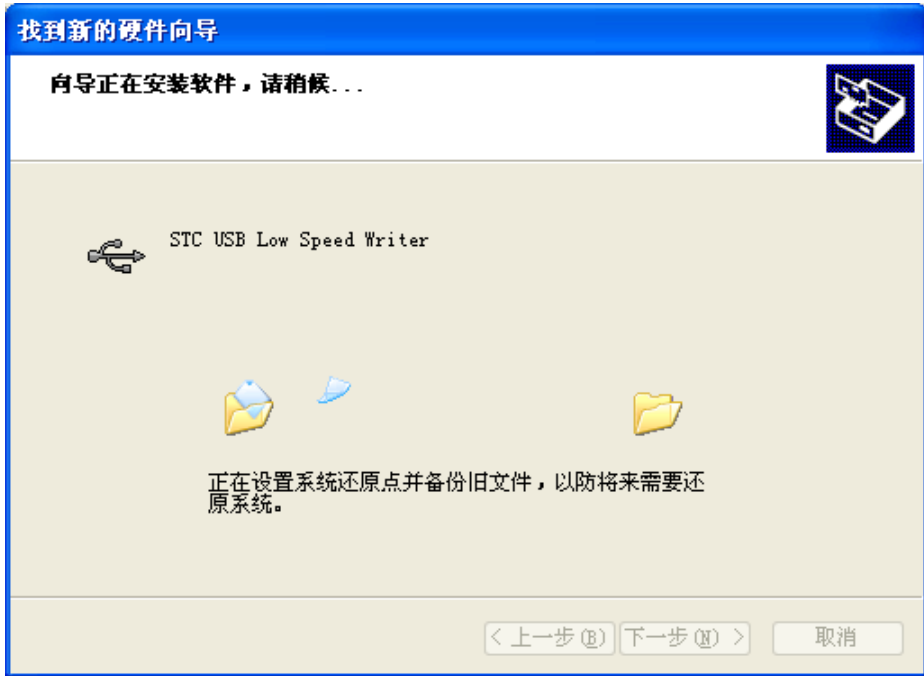 找到新的硬件向导
向导正在安装软件，请稍候...
STC USB Low Speed Writer
正在设置系统还原点并备份旧文件，以防将来需要还
原系统。
< 上一步(B) 下一步(N) > 取消